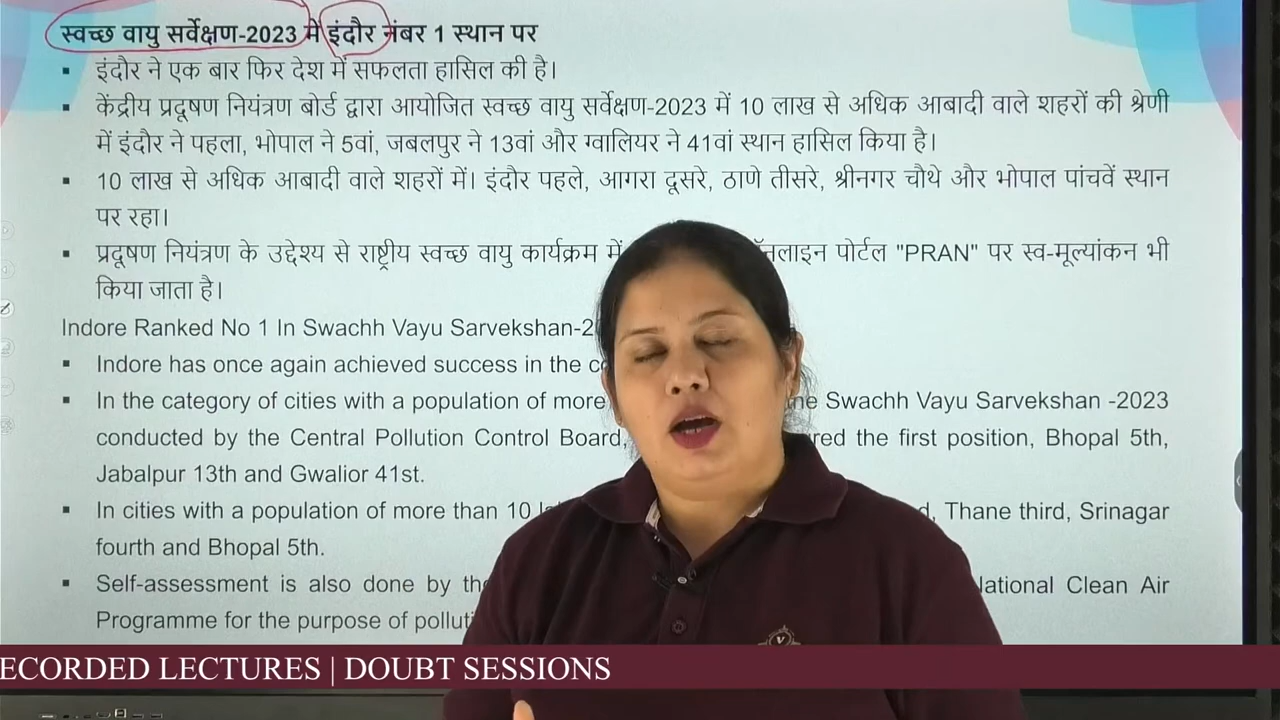 स्वच्छ वायु सर्वेक्षण-2023 में इंदौर नंबर 1 स्थान पर
▪ इंदौर ने एक बार फिर देश में सफलता हासिल की है।
▪ केंद्रीय प्रदूषण नियंत्रण बोर्ड द्वारा आयोजित स्वच्छ वायु सर्वेक्षण-2023 में 10 लाख से अधिक आबादी वाले शहरों की श्रेणी
में इंदौर ने पहला, भोपाल ने 5वां, जबलपुर ने 13वां और ग्वालियर ने 41वां स्थान हासिल किया है।
▪ 10 लाख से अधिक आबादी वाले शहरों में। इंदौर पहले, आगरा दूसरे, ठाणे तीसरे, श्रीनगर चौथे और भोपाल पांचवें स्थान
पर रहा।
▪ प्रदूषण नियंत्रण के उद्देश्य से राष्ट्रीय स्वच्छ वायु कार्यक्रम में पोर्टल "PRAN" पर स्व-मूल्यांकन भी
किया जाता है।
Indore Ranked No 1 In Swachh Vayu Sarvekshan-2
▪ Indore has once again achieved success in the
▪ In the category of cities with a population of more Swachh Vayu Sarvekshan -2023
conducted by the Central Pollution Control Board, the first position, Bhopal 5th,
Jabalpur 13th and Gwalior 41st.
▪ In cities with a population of more than 10 Thane third, Srinagar
fourth and Bhopal 5th.
▪ Self-assessment is also done by National Clean Air
Programme for the purpose of
ECORDED LECTURES | DOUBT SESSIONS
V